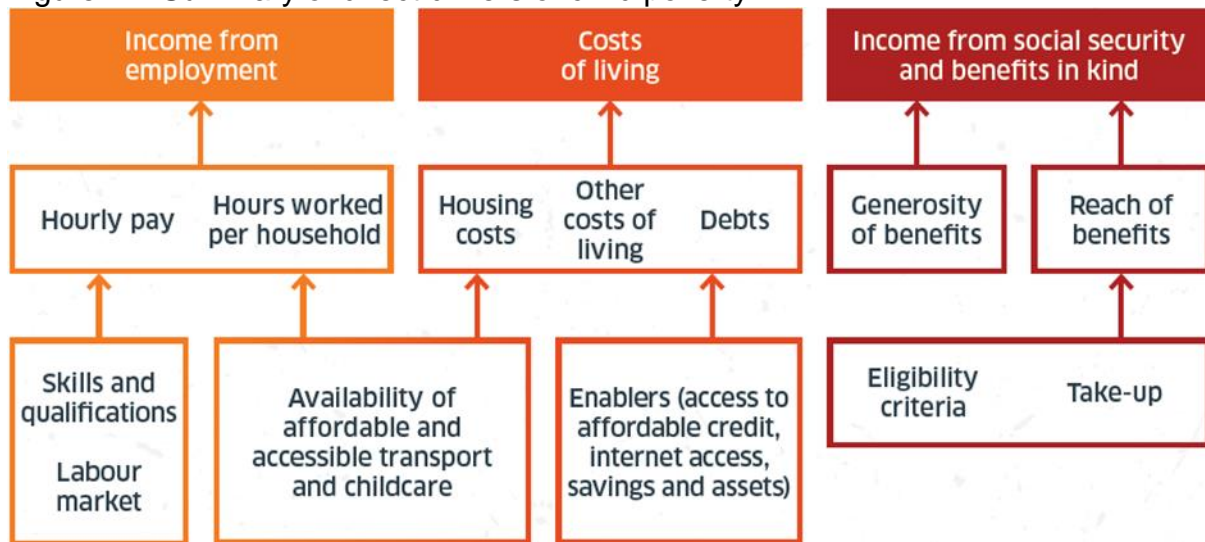 Income from
employment
Costs
of living
Income from social security
and benefits in kind
Hourly pay
Hours worked
per household
Housing
costs
Other
costs of
living
Debts
Generosity
of benefits
Reach of
benefits
Skills and
qualifications
Labour
market
Availability of
affordable and
accessible transport
and childcare
Enablers (access to
affordable credit,
internet access,
savings and assets)
Eligibility
criteria
Take-up